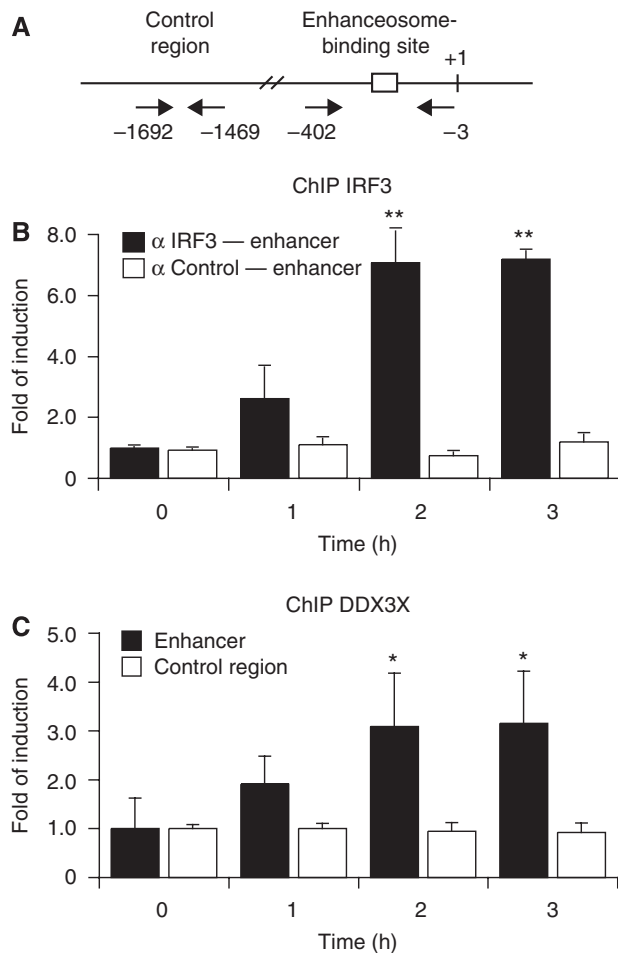 A
Control region
Enhanceosome-binding site
+1
−1692
−1469
−402
−3
ChIP IRF3
B
8.0
6.0
4.0
2.0
0
Fold of induction
α IRF3 — enhancer
α Control — enhancer
**
**
0
1
2
3
Time (h)
ChIP DDX3X
C
5.0
4.0
3.0
2.0
1.0
0
Fold of induction
Enhancer
Control region
*
*
0
1
2
3
Time (h)